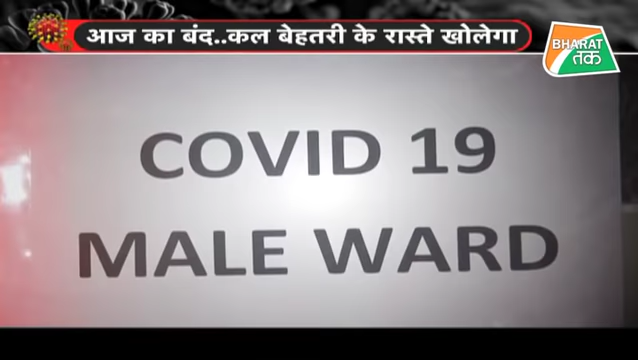 आज का बंद..कल बेहतरी के रास्ते खोलेगा
BHARAT
तक
COVID 19
MALE WARD